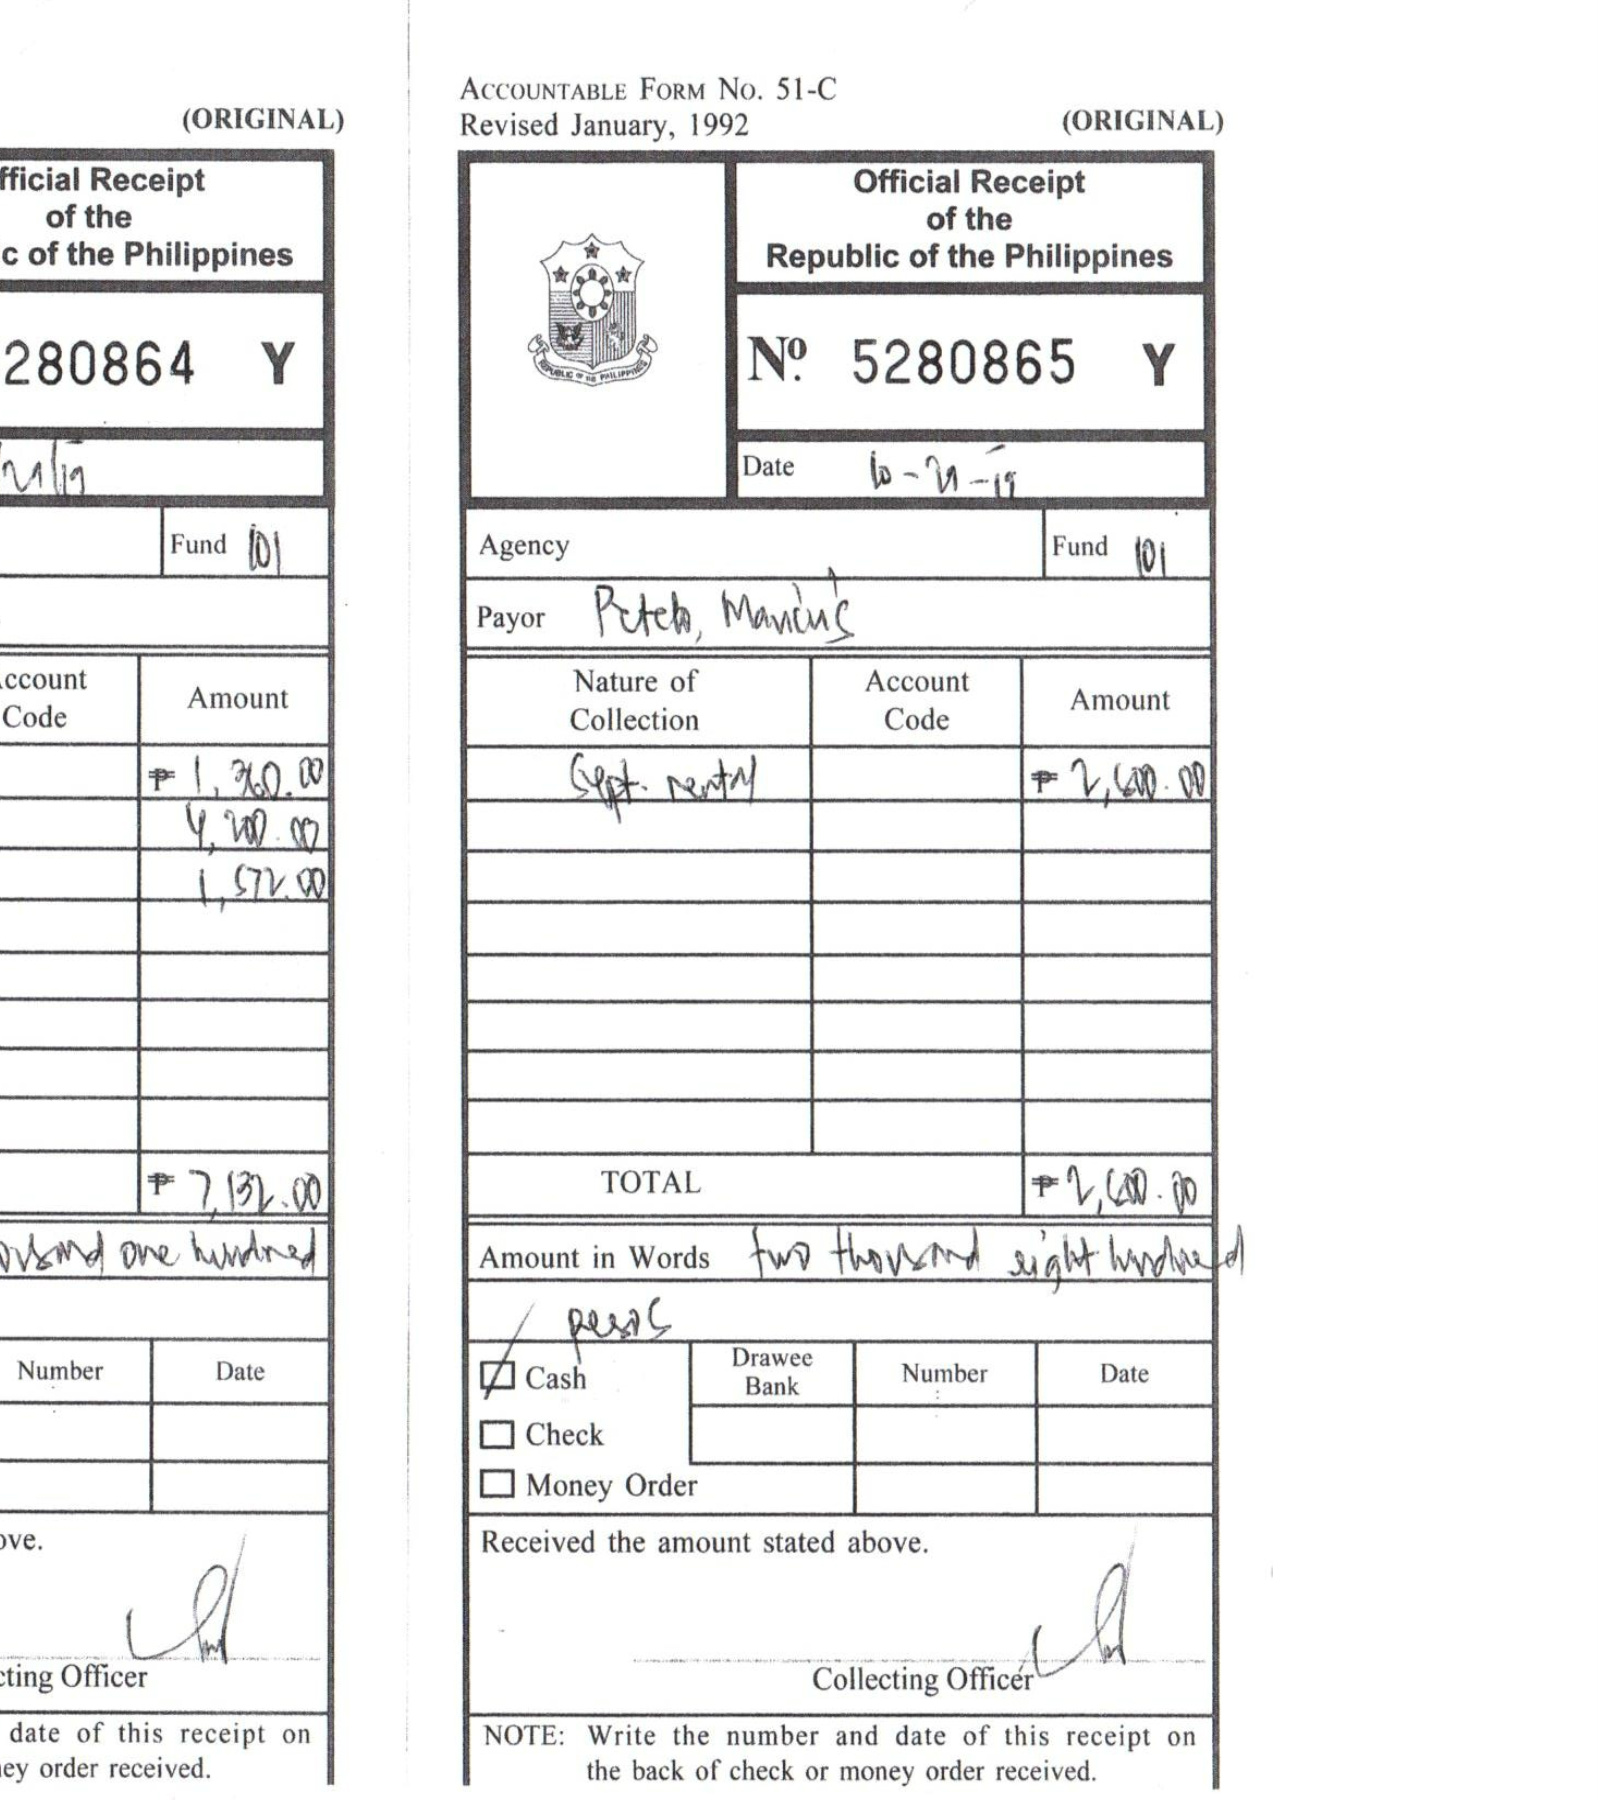 (ORIGINAL)
fficial Receipt
of the
c of the Philippines
280864 Y
/21/19
Fund 101
ccount
Code
Amount
₱ 1,360.00
4,200.00
1,572.00
₱ 7,132.00
ousand one hundred
Number
Date
ove.
cting Officer
date of this receipt on
ey order received.
ACCOUNTABLE FORM NO. 51-C
Revised January, 1992
(ORIGINAL)
Official Receipt
of the
Republic of the Philippines
REPUBLIC OF THE PHILIPPINES
Nº 5280865 Y
Date 10-21-19
Agency
Fund 101
Payor
Nature of
Collection
Account
Code
Amount
Sept. rental
₱ 2,600.00
TOTAL
₱ 2,600.00
Amount in Words two thousand eight hundred
pesos
Cash
Check
Money Order
Drawee
Bank
Number
Date
Received the amount stated above.
Collecting Officer
NOTE: Write the number and date of this receipt on
the back of check or money order received.